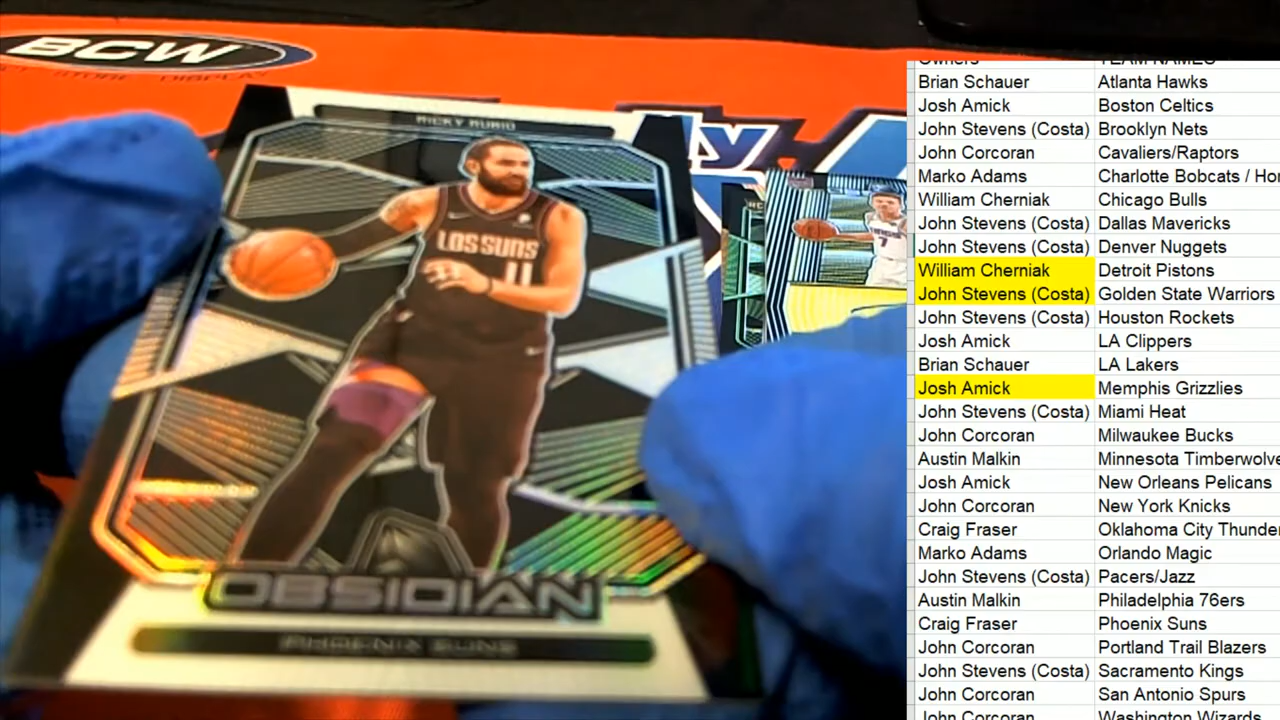 BCW
RICKY RUBIO
LOS SUNS
11
OBSIDIAN
PHOENIX SUNS
My
7
Owners TEAM NAMES
Brian Schauer Atlanta Hawks
Josh Amick Boston Celtics
John Stevens (Costa) Brooklyn Nets
John Corcoran Cavaliers/Raptors
Marko Adams Charlotte Bobcats / Hor
William Cherniak Chicago Bulls
John Stevens (Costa) Dallas Mavericks
John Stevens (Costa) Denver Nuggets
William Cherniak Detroit Pistons
John Stevens (Costa) Golden State Warriors
John Stevens (Costa) Houston Rockets
Josh Amick LA Clippers
Brian Schauer LA Lakers
Josh Amick Memphis Grizzlies
John Stevens (Costa) Miami Heat
John Corcoran Milwaukee Bucks
Austin Malkin Minnesota Timberwolve
Josh Amick New Orleans Pelicans
John Corcoran New York Knicks
Craig Fraser Oklahoma City Thunder
Marko Adams Orlando Magic
John Stevens (Costa) Pacers/Jazz
Austin Malkin Philadelphia 76ers
Craig Fraser Phoenix Suns
John Corcoran Portland Trail Blazers
John Stevens (Costa) Sacramento Kings
John Corcoran San Antonio Spurs
John Corcoran Washington Wizards